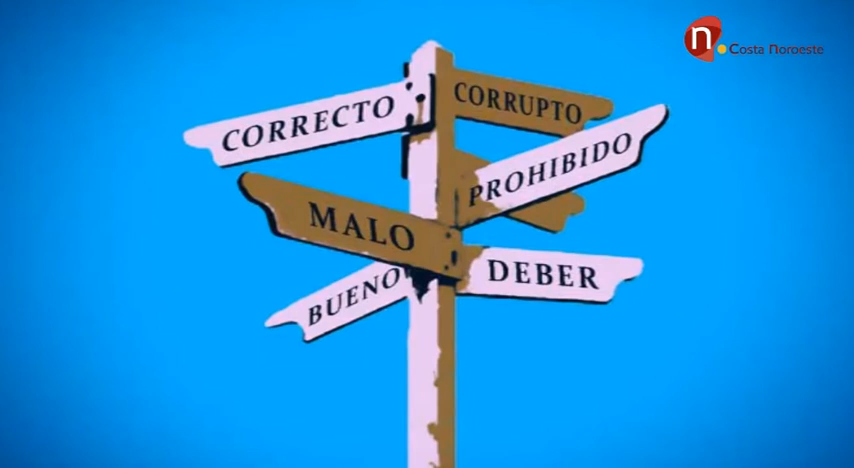 n Costa noroeste
CORRECTO
CORRUPTO
PROHIBIDO
MALO
DEBER
BUENO